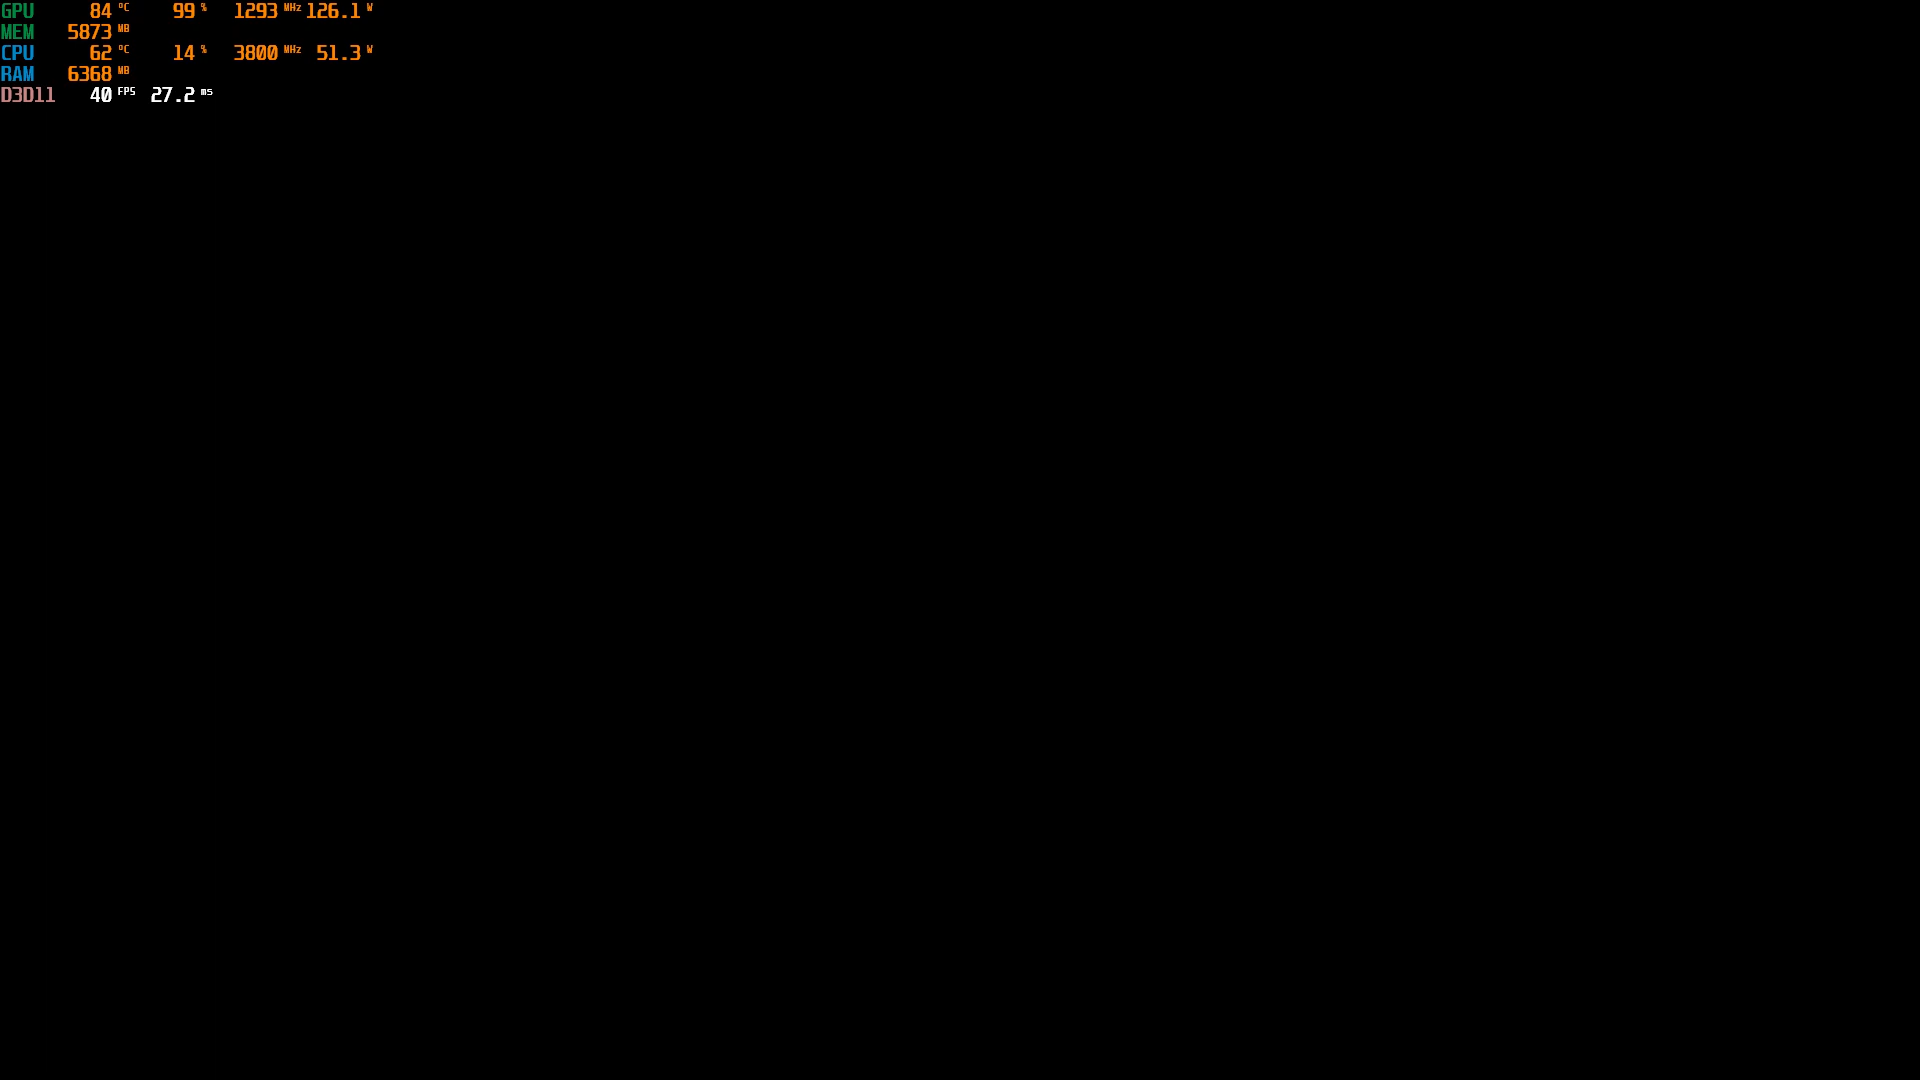 GPU 84 °C 99 % 1293 MHz 126.1 W
MEM 5873 MB
CPU 62 °C 14 % 3800 MHz 51.3 W
RAM 6368 MB
D3D11 40 FPS 27.2 ms